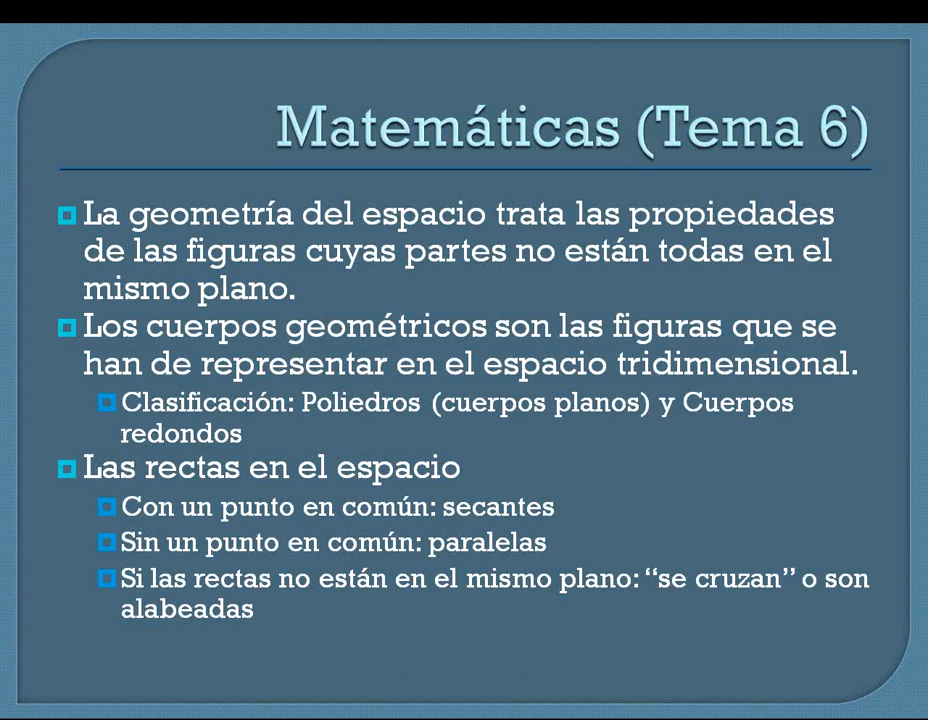 Matemáticas (Tema 6)
La geometría del espacio trata las propiedades
de las figuras cuyas partes no están todas en el
mismo plano.
Los cuerpos geométricos son las figuras que se
han de representar en el espacio tridimensional.
Clasificación: Poliedros (cuerpos planos) y Cuerpos
redondos
Las rectas en el espacio
Con un punto en común: secantes
Sin un punto en común: paralelas
Si las rectas no están en el mismo plano: “se cruzan” o son
alabeadas